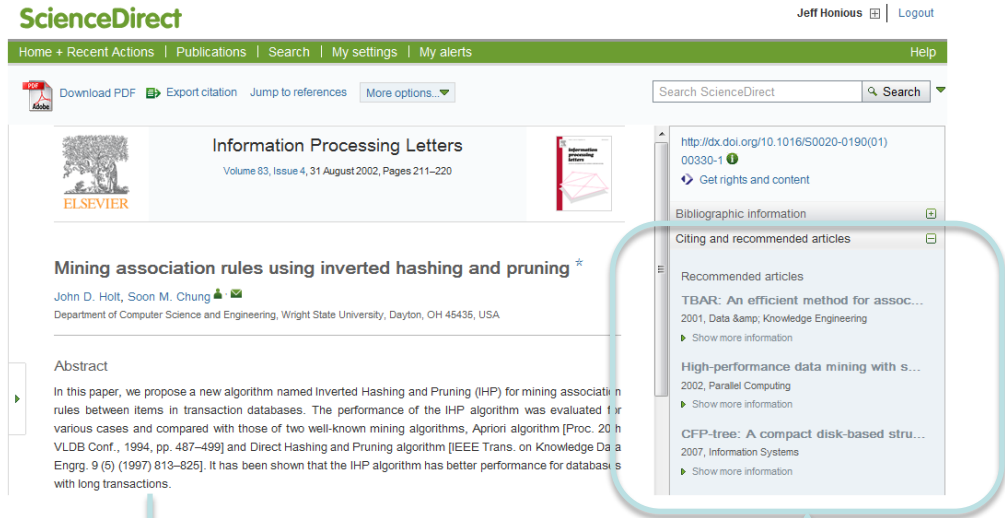 ScienceDirect
Jeff Honious Logout
Home + Recent Actions | Publications | Search | My settings | My alerts Help
PDF Adobe Download PDF Export citation Jump to references More options... Search ScienceDirect Search
ELSEVIER
Information Processing Letters
Volume 83, Issue 4, 31 August 2002, Pages 211–220
information
processing
letters
http://dx.doi.org/10.1016/S0020-0190(01)
00330-1
Get rights and content
Bibliographic information
Citing and recommended articles
Mining association rules using inverted hashing and pruning *
John D. Holt, Soon M. Chung
Department of Computer Science and Engineering, Wright State University, Dayton, OH 45435, USA
Abstract
In this paper, we propose a new algorithm named Inverted Hashing and Pruning (IHP) for mining association
rules between items in transaction databases. The performance of the IHP algorithm was evaluated for
various cases and compared with those of two well-known mining algorithms, Apriori algorithm [Proc. 20th
VLDB Conf., 1994, pp. 487–499] and Direct Hashing and Pruning algorithm [IEEE Trans. on Knowledge Data
Engrg. 9 (5) (1997) 813–825]. It has been shown that the IHP algorithm has better performance for databases
with long transactions.
Recommended articles
TBAR: An efficient method for assoc...
2001, Data &amp; Knowledge Engineering
Show more information
High-performance data mining with s...
2002, Parallel Computing
Show more information
CFP-tree: A compact disk-based stru...
2007, Information Systems
Show more information